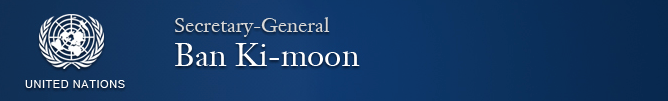 Secretary-General
Ban Ki-moon
UNITED NATIONS